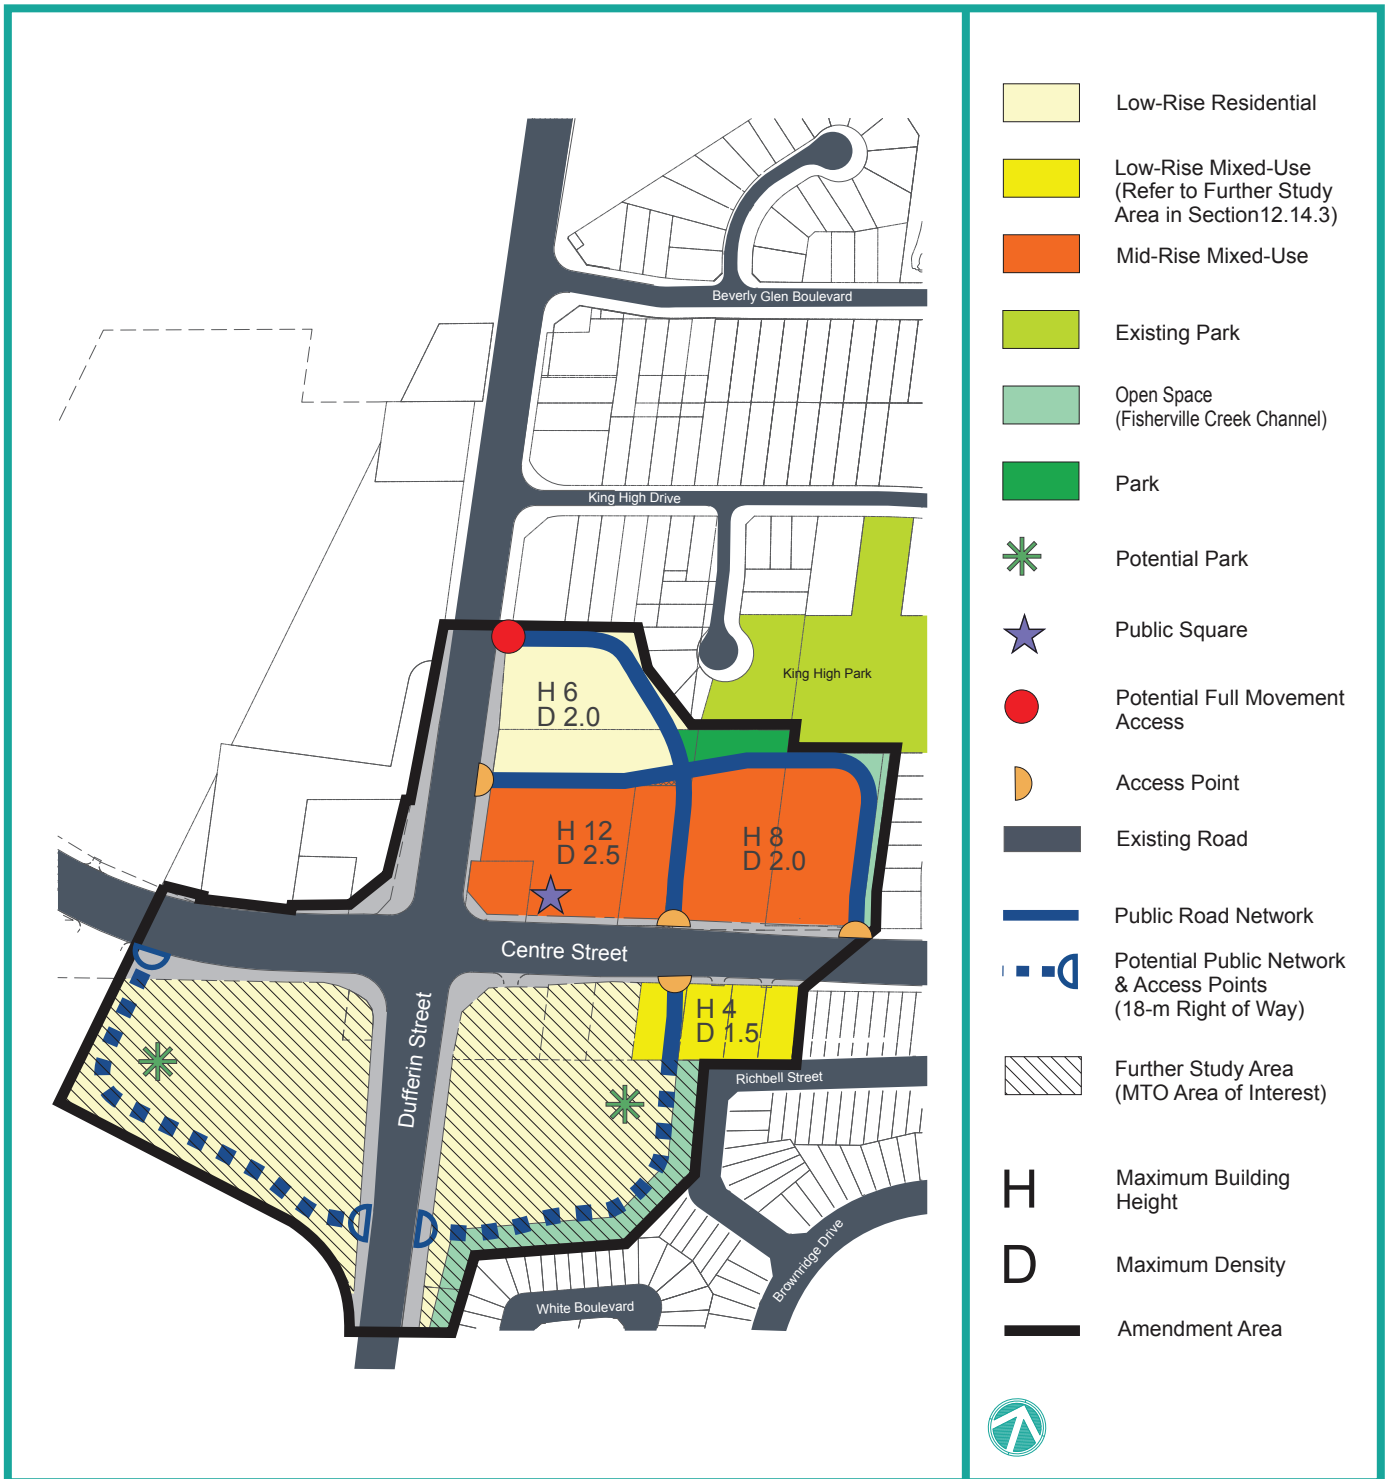 Beverly Glen Boulevard
King High Drive
King High Park
H 6
D 2.0
H 12
D 2.5
H 8
D 2.0
Centre Street
H 4
D 1.5
Dufferin Street
Richbell Street
Brownridge Drive
White Boulevard
Low-Rise Residential
Low-Rise Mixed-Use
(Refer to Further Study
Area in Section12.14.3)
Mid-Rise Mixed-Use
Existing Park
Open Space
(Fisherville Creek Channel)
Park
Potential Park
Public Square
Potential Full Movement
Access
Access Point
Existing Road
Public Road Network
Potential Public Network
& Access Points
(18-m Right of Way)
Further Study Area
(MTO Area of Interest)
H
Maximum Building
Height
D
Maximum Density
Amendment Area